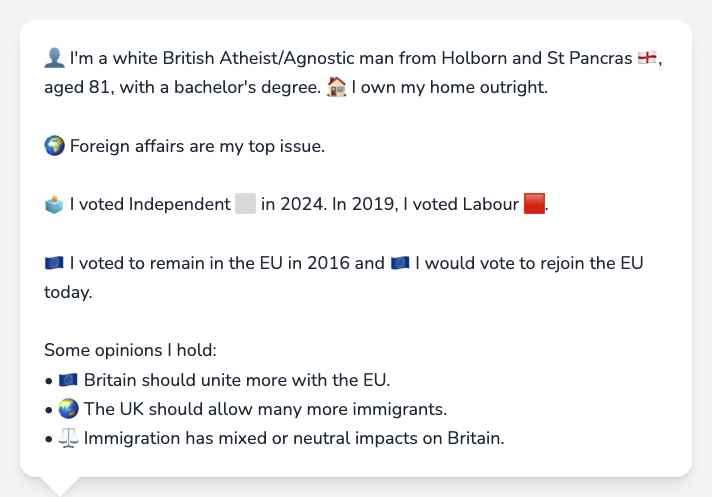 👤 I'm a white British Atheist/Agnostic man from Holborn and St Pancras 🏴󠁧󠁢󠁥󠁮󠁧󠁿,
aged 81, with a bachelor's degree. 🏠 I own my home outright.
🌍 Foreign affairs are my top issue.
🗳️ I voted Independent ⬜ in 2024. In 2019, I voted Labour 🟥.
🇪🇺 I voted to remain in the EU in 2016 and 🇪🇺 I would vote to rejoin the EU
today.
Some opinions I hold:
• 🇪🇺 Britain should unite more with the EU.
• 🌏 The UK should allow many more immigrants.
• ⚖️ Immigration has mixed or neutral impacts on Britain.